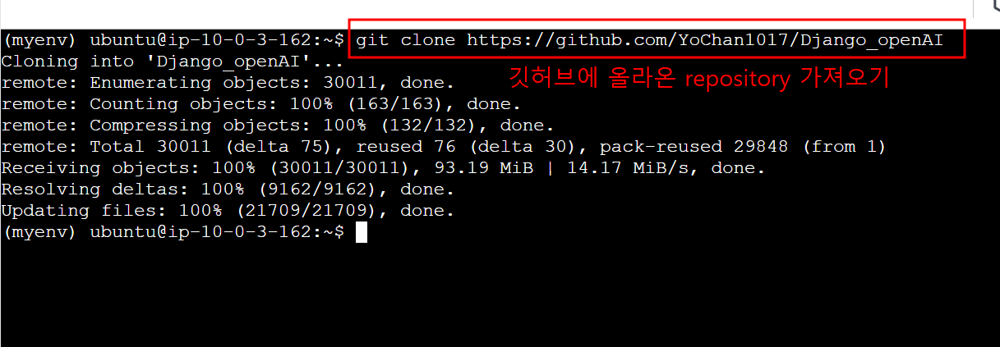 (myenv) ubuntu@ip-10-0-3-162:~$ git clone https://github.com/YoChan1017/Django_openAI
Cloning into 'Django_openAI'...
깃허브에 올라온 repository 가져오기
remote: Enumerating objects: 30011, done.
remote: Counting objects: 100% (163/163), done.
remote: Compressing objects: 100% (132/132), done.
remote: Total 30011 (delta 75), reused 76 (delta 30), pack-reused 29848 (from 1)
Receiving objects: 100% (30011/30011), 93.19 MiB | 14.17 MiB/s, done.
Resolving deltas: 100% (9162/9162), done.
Updating files: 100% (21709/21709), done.
(myenv) ubuntu@ip-10-0-3-162:~$